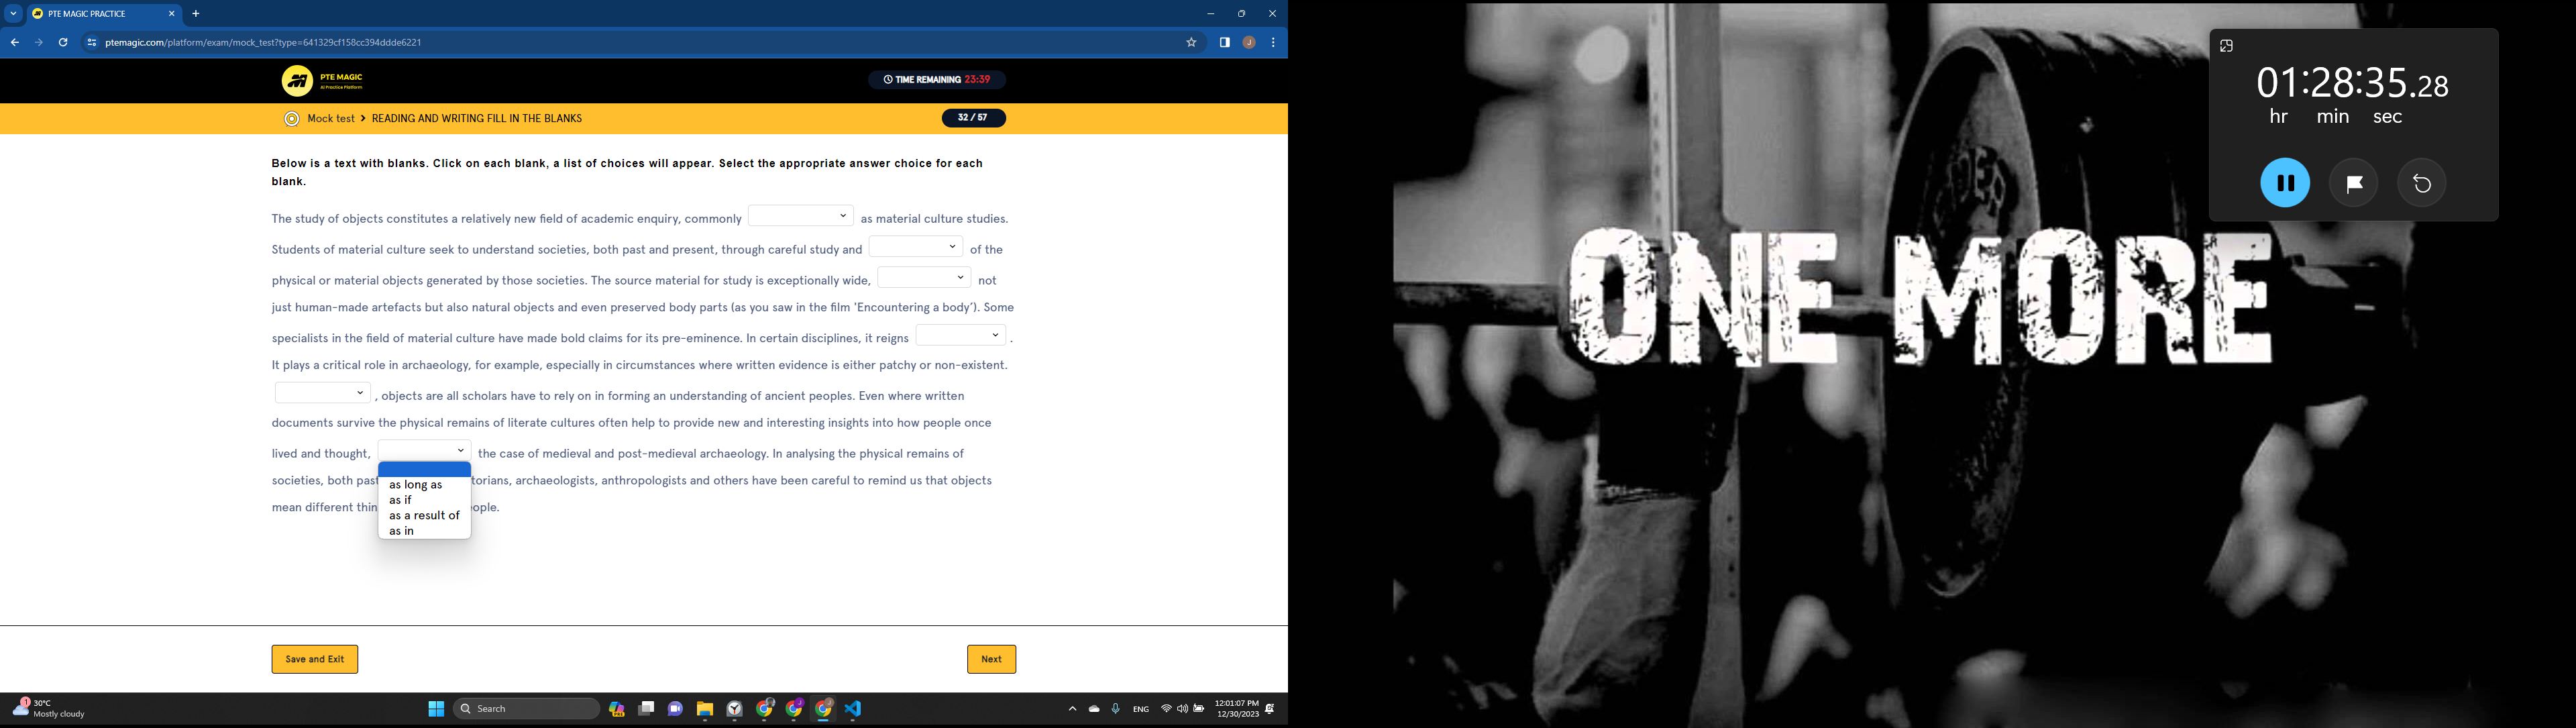 PTE MAGIC PRACTICE
ptemagic.com/platform/exam/mock_test?type=641329cf158cc394ddde6221
J
PTE MAGIC
AI Practice Platform
TIME REMAINING 23:39
Mock test > READING AND WRITING FILL IN THE BLANKS
32 / 57
Below is a text with blanks. Click on each blank, a list of choices will appear. Select the appropriate answer choice for each
blank.
The study of objects constitutes a relatively new field of academic enquiry, commonly as material culture studies.
Students of material culture seek to understand societies, both past and present, through careful study and of the
physical or material objects generated by those societies. The source material for study is exceptionally wide, not
just human-made artefacts but also natural objects and even preserved body parts (as you saw in the film 'Encountering a body'). Some
specialists in the field of material culture have made bold claims for its pre-eminence. In certain disciplines, it reigns .
It plays a critical role in archaeology, for example, especially in circumstances where written evidence is either patchy or non-existent.
, objects are all scholars have to rely on in forming an understanding of ancient peoples. Even where written
documents survive the physical remains of literate cultures often help to provide new and interesting insights into how people once
lived and thought, the case of medieval and post-medieval archaeology. In analysing the physical remains of
societies, both past torians, archaeologists, anthropologists and others have been careful to remind us that objects
mean different thin ople.
as long as
as if
as a result of
as in
Save and Exit
Next
30°C
Mostly cloudy
Search
ENG
12:01:07 PM
12/30/2023
01:28:35.28
hr min sec
ONE MORE